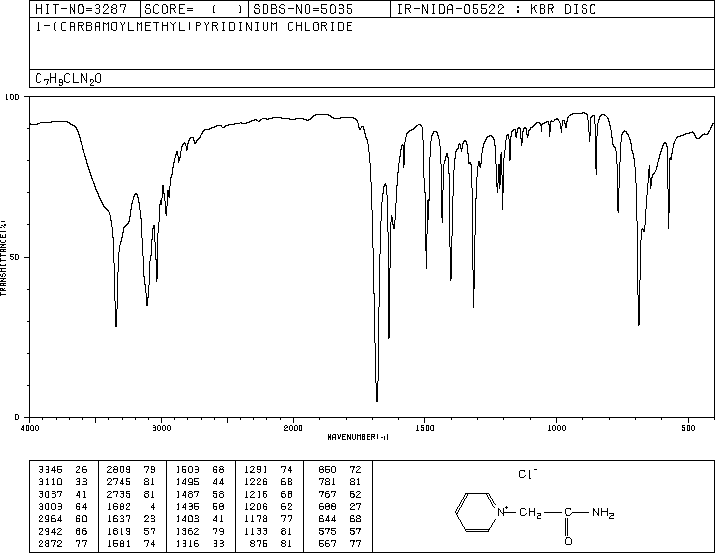 HIT-NO=3287 SCORE= ( ) SDBS-NO=5035 IR-NIDA-05522 : KBR DISC
1-(CARBAMOYLMETHYL)PYRIDINIUM CHLORIDE
C7H9CLN2O
100
50
0
TRANSMITTANCE(%)
4000 3000 2000 1500 1000 500
WAVENUMBER(-1)
3346 26 2809 79 1603 68 1291 74 850 72
3110 33 2745 81 1495 44 1226 68 781 81
3037 41 2735 81 1487 58 1216 68 767 62
3003 64 1682 4 1435 60 1206 62 688 27
2964 60 1637 23 1403 41 1178 77 644 68
2942 66 1619 57 1362 79 1133 81 575 57
2872 77 1581 74 1316 33 876 81 567 77
Cl-
N+ CH2 C NH2
O